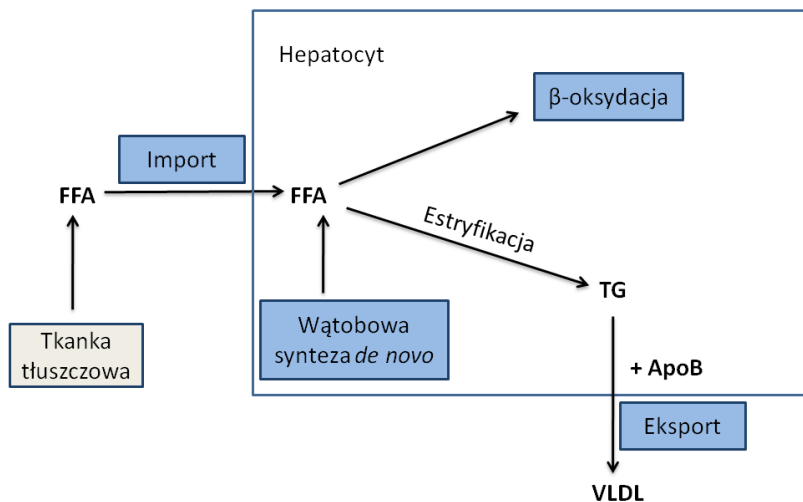 Hepatocyt
β-oksydacja
Import
FFA
FFA
Estryfikacja
TG
Wątobowa
synteza de novo
Tkanka
tłuszczowa
+ ApoB
Eksport
VLDL